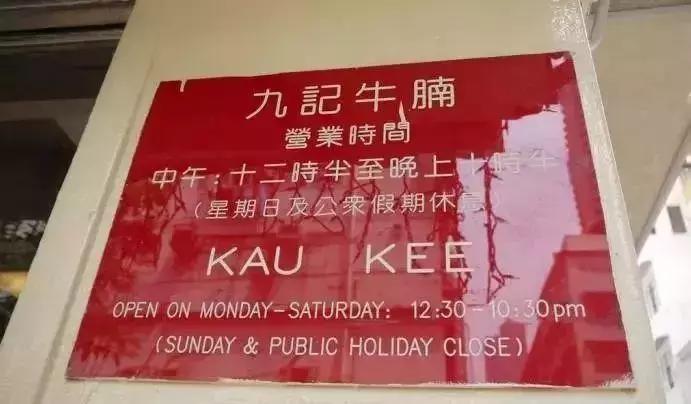 九記牛腩
營業時間
中午:十二時半至晚上十時半
(星期日及公眾假期休息)
KAU KEE
OPEN ON MONDAY-SATURDAY: 12:30-10:30pm
(SUNDAY & PUBLIC HOLIDAY CLOSE)